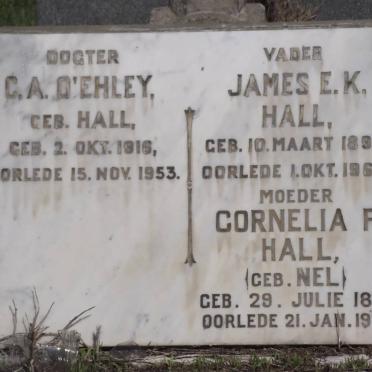 DOGTER
C.A. O'EHLEY,
GEB. HALL,
GEB. 2. OKT. 1916,
OORLEDE 15. NOV. 1953.
VADER
JAMES E.K.
HALL,
GEB. 10. MAART
OORLEDE 1. OKT.
MOEDER
CORNELIA
HALL,
(GEB. NEL)
GEB. 29. JULIE
OORLEDE 21. JAN.